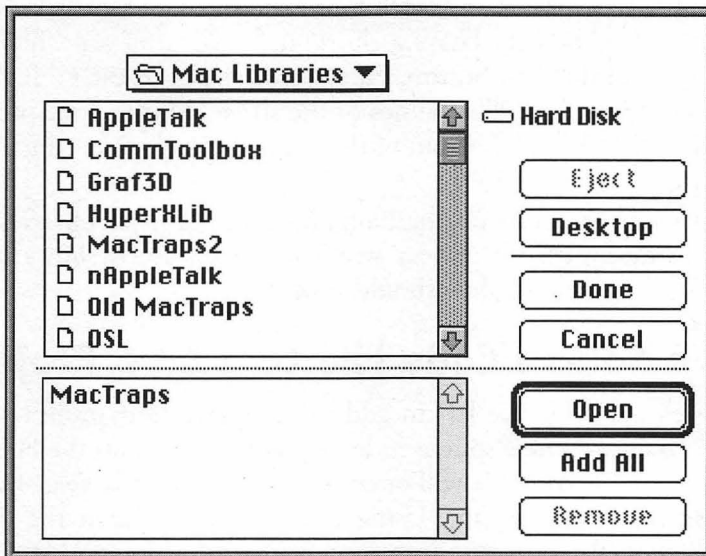 Mac Libraries
AppleTalk
CommToolbox
Graf3D
HyperXLib
MacTraps2
nAppleTalk
Old MacTraps
OSL
Hard Disk
Eject
Desktop
Done
Cancel
MacTraps
Open
Add All
Remove